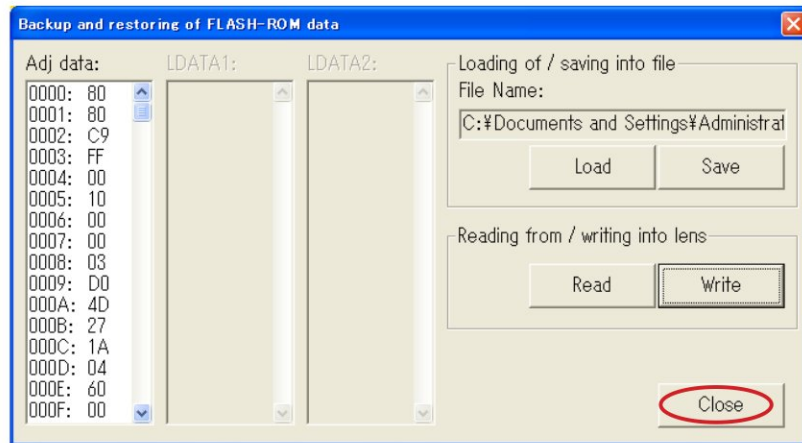 Backup and restoring of FLASH-ROM data
Adj data:
LDATA1:
LDATA2:
0000: 80
0001: 80
0002: C9
0003: FF
0004: 00
0005: 10
0006: 00
0007: 00
0008: 03
0009: D0
000A: 4D
000B: 27
000C: 1A
000D: 04
000E: 60
000F: 00
Loading of / saving into file
File Name:
C:¥Documents and Settings¥Administrat
Load
Save
Reading from / writing into lens
Read
Write
Close